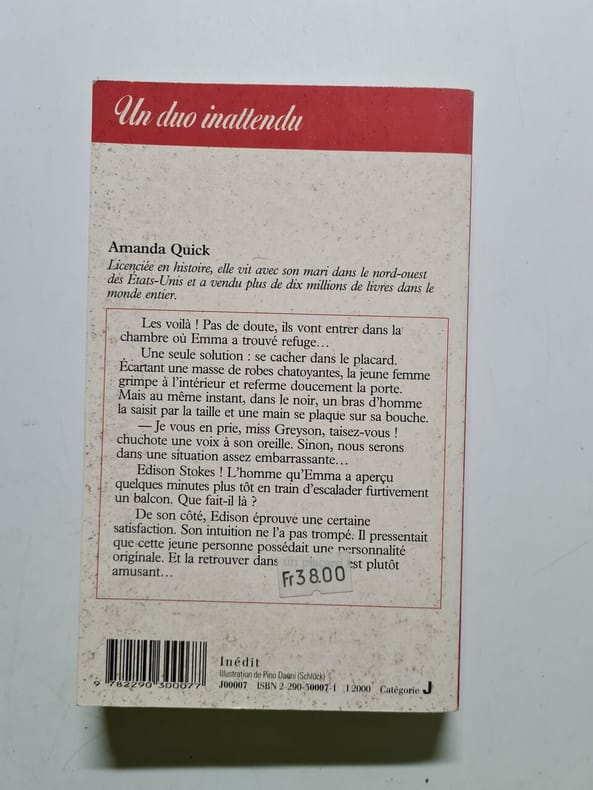 Un duo inattendu
Amanda Quick
Licenciée en histoire, elle vit avec son mari dans le nord-ouest
des États-Unis et a vendu plus de dix millions de livres dans le
monde entier.
Les voilà ! Pas de doute, ils vont entrer dans la
chambre où Emma a trouvé refuge...
Une seule solution : se cacher dans le placard.
Écartant une masse de robes chatoyantes, la jeune femme
grimpe à l'intérieur et referme doucement la porte.
Mais au même instant, dans le noir, un bras d'homme
la saisit par la taille et une main se plaque sur sa bouche.
— Je vous en prie, miss Greyson, taisez-vous !
chuchote une voix à son oreille. Sinon, nous serons
dans une situation assez embarrassante...
Edison Stokes ! L'homme qu'Emma a aperçu
quelques minutes plus tôt en train d'escalader furtivement
un balcon. Que fait-il là ?
De son côté, Edison éprouve une certaine
satisfaction. Son intuition ne l'a pas trompé. Il pressentait
que cette jeune personne possédait une personnalité
originale. Et la retrouver dans un placard est plutôt
amusant...
Fr38.00
9 782290 300077
Inédit
Illustration de Pino Daeni (Schlück)
J00007 ISBN 2-290-30007-1 1 2000 Catégorie J